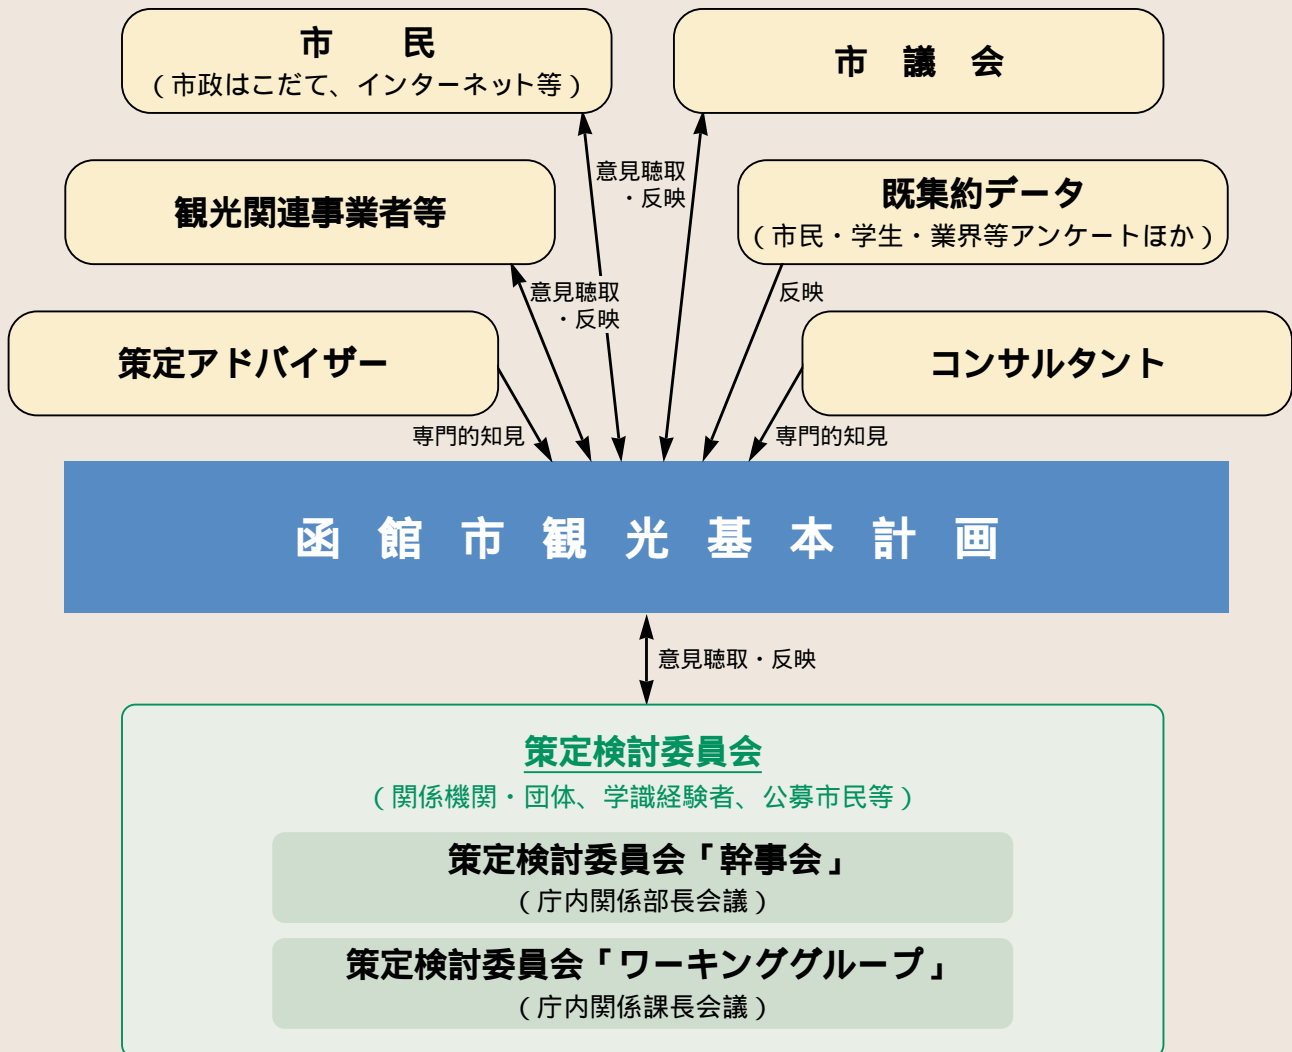 市　民
（市政はこだて、インターネット等）
市　議　会
意見聴取
・反映
観光関連事業者等
既集約データ
（市民・学生・業界等アンケートほか）
意見聴取
・反映
反映
策定アドバイザー
コンサルタント
専門的知見
専門的知見
函館市観光基本計画
意見聴取・反映
策定検討委員会
（関係機関・団体、学識経験者、公募市民等）
策定検討委員会「幹事会」
（庁内関係部長会議）
策定検討委員会「ワーキンググループ」
（庁内関係課長会議）